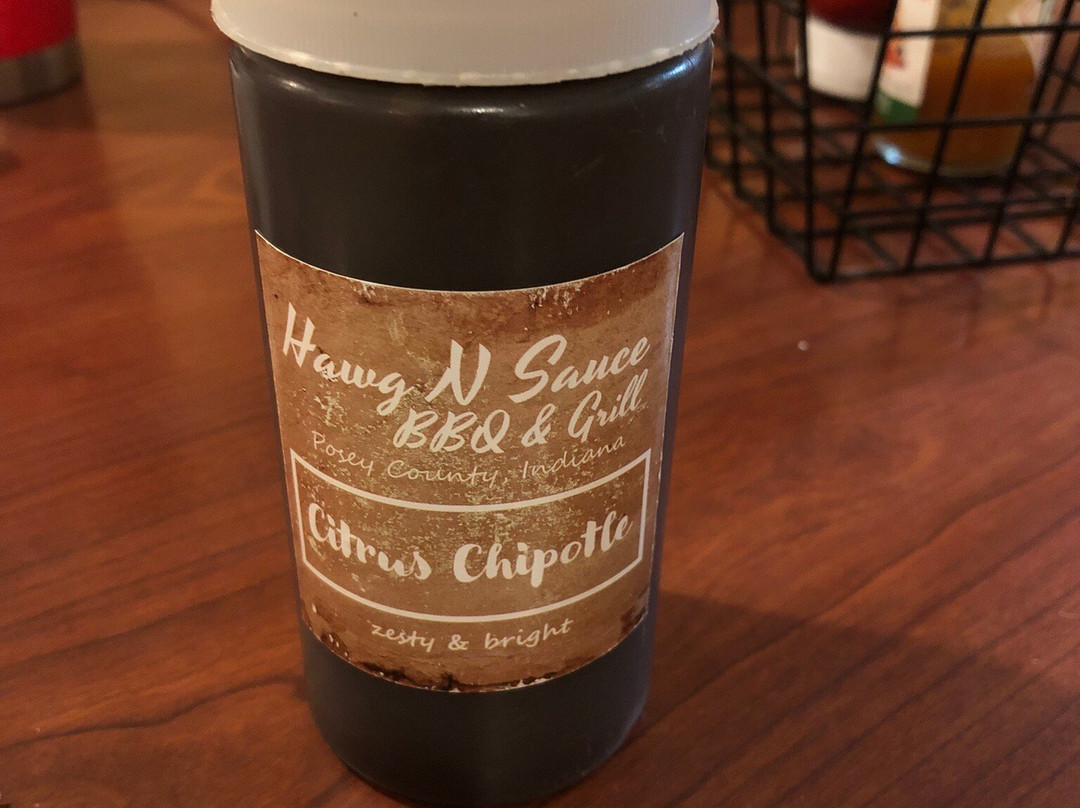 Hawg N Sauce
BBQ & Grill
Posey County, Indiana
Citrus Chipotle
zesty & bright